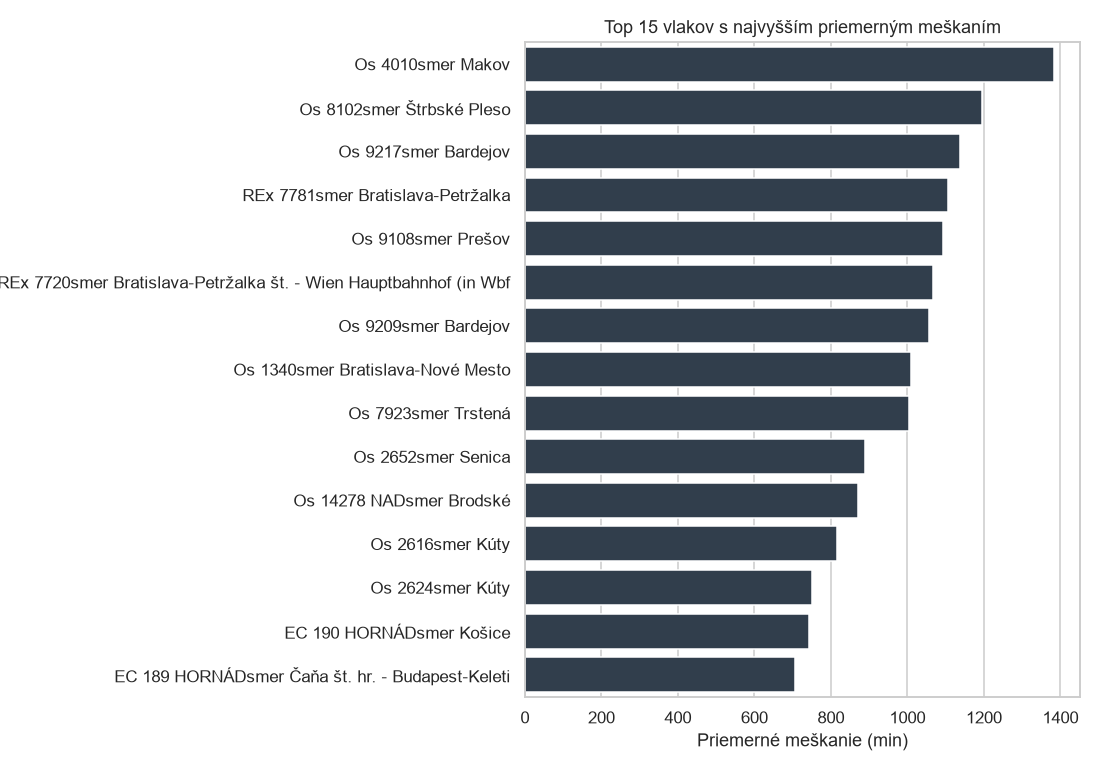 Top 15 vlakov s najvyšším priemerným meškaním
Os 4010smer Makov
Os 8102smer Štrbské Pleso
Os 9217smer Bardejov
REx 7781smer Bratislava-Petržalka
Os 9108smer Prešov
REx 7720smer Bratislava-Petržalka št. - Wien Hauptbahnhof (in Wbf
Os 9209smer Bardejov
Os 1340smer Bratislava-Nové Mesto
Os 7923smer Trstená
Os 2652smer Senica
Os 14278 NADsmer Brodské
Os 2616smer Kúty
Os 2624smer Kúty
EC 190 HORNÁDsmer Košice
EC 189 HORNÁDsmer Čaňa št. hr. - Budapest-Keleti
0 200 400 600 800 1000 1200 1400
Priemerné meškanie (min)